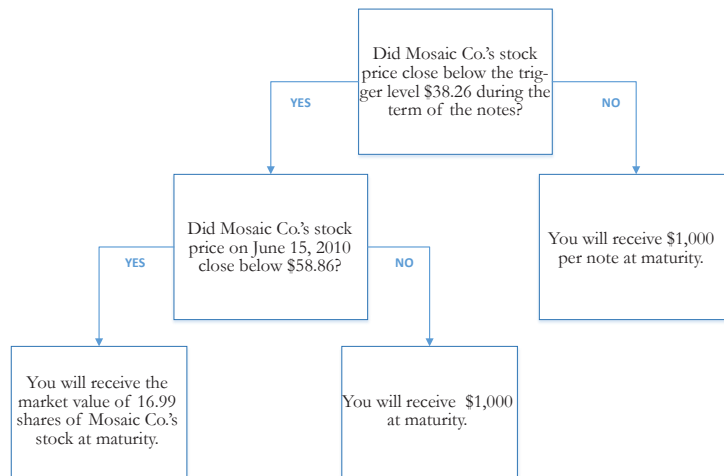 Did Mosaic Co.'s stock
price close below the trig-
ger level $38.26 during the
term of the notes?
YES
NO
Did Mosaic Co.'s stock
price on June 15, 2010
close below $58.86?
You will receive $1,000
per note at maturity.
YES
NO
You will receive the
market value of 16.99
shares of Mosaic Co.'s
stock at maturity.
You will receive $1,000
at maturity.